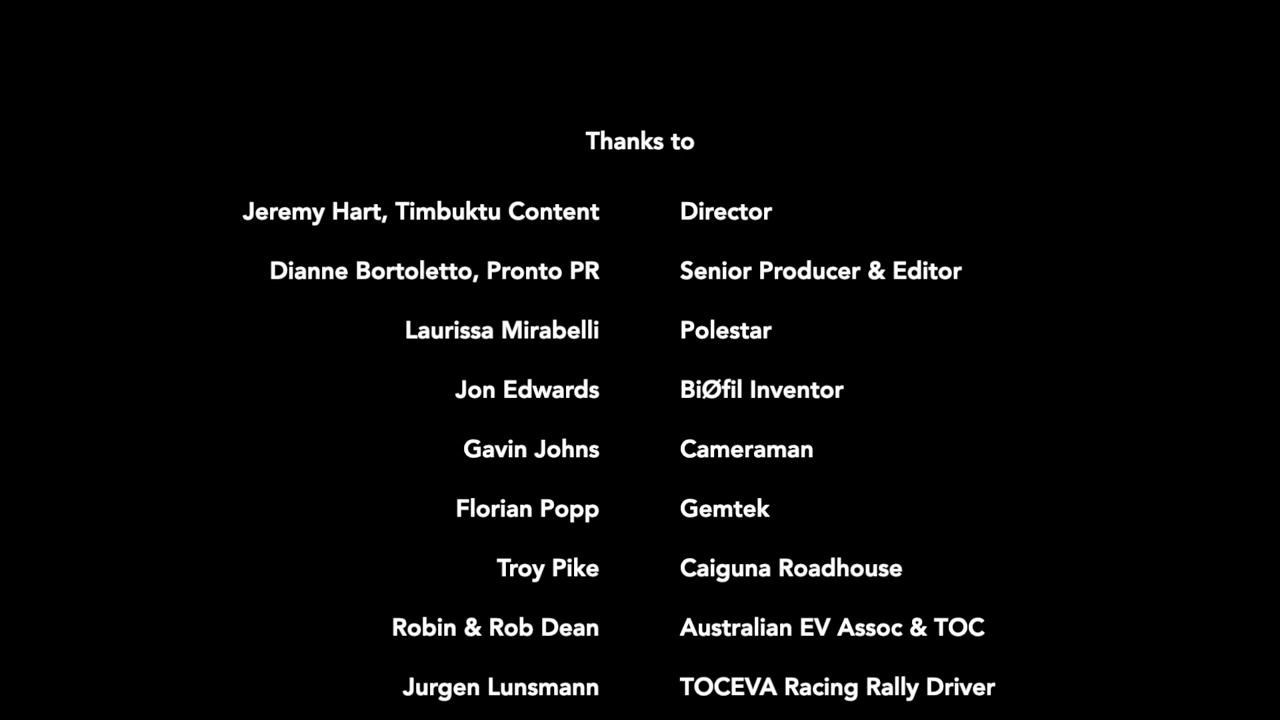 Thanks to
Jeremy Hart, Timbuktu Content Director
Dianne Bortoletto, Pronto PR Senior Producer & Editor
Laurissa Mirabelli Polestar
Jon Edwards BiØfil Inventor
Gavin Johns Cameraman
Florian Popp Gemtek
Troy Pike Caiguna Roadhouse
Robin & Rob Dean Australian EV Assoc & TOC
Jurgen Lunsmann TOCEVA Racing Rally Driver